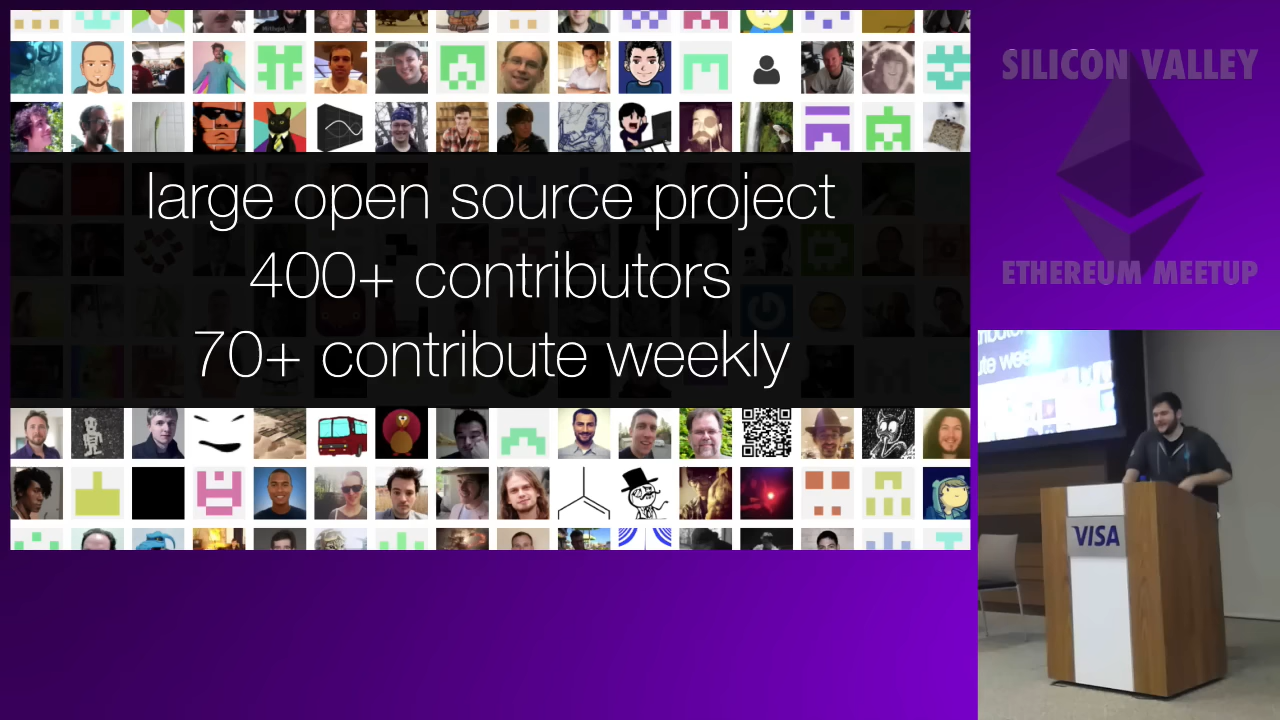 large open source project
400+ contributors
70+ contribute weekly
SILICON VALLEY
ETHEREUM MEETUP
VISA